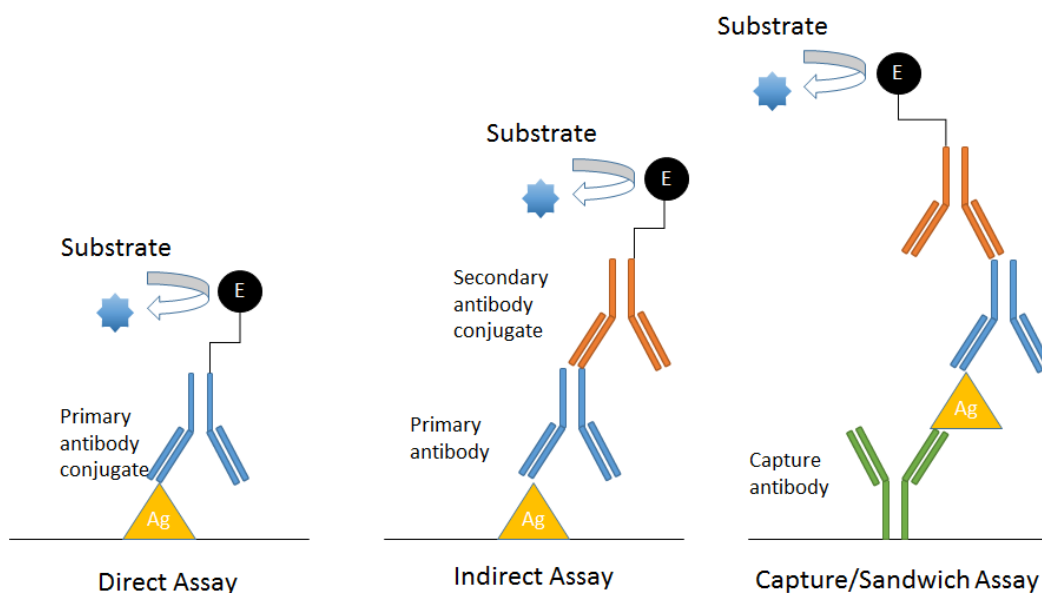 Substrate
E
Primary
antibody
conjugate
Ag
Direct Assay
Substrate
E
Secondary
antibody
conjugate
Primary
antibody
Ag
Indirect Assay
Substrate
E
Ag
Capture
antibody
Capture/Sandwich Assay